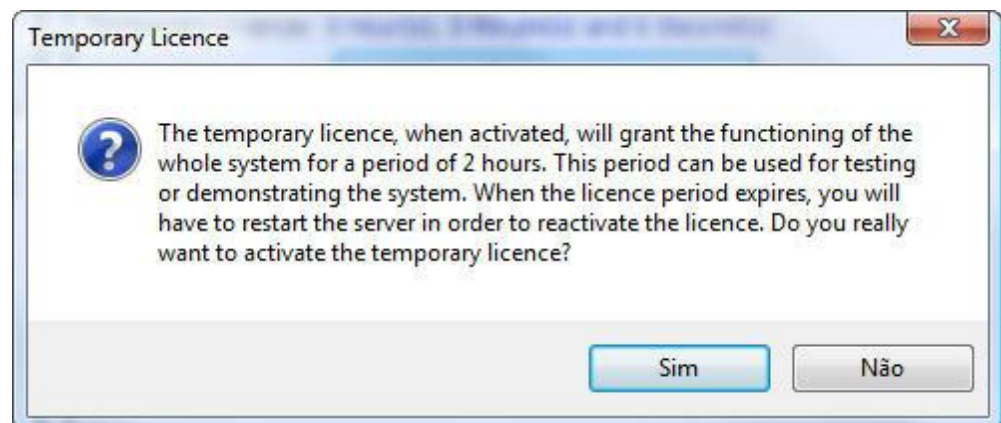 Temporary Licence
The temporary licence, when activated, will grant the functioning of the
whole system for a period of 2 hours. This period can be used for testing
or demonstrating the system. When the licence period expires, you will
have to restart the server in order to reactivate the licence. Do you really
want to activate the temporary licence?
Sim Não